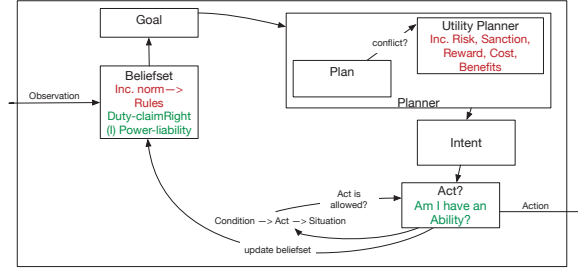 Goal
Utility Planner
Inc. Risk, Sanction,
Reward, Cost,
Benefits
conflict?
Plan
Planner
Beliefset
Inc. norm—>
Rules
Duty-claimRight
(I) Power-liability
Observation
Intent
Act is
allowed?
Act?
Am I have an
Ability?
Action
Condition —> Act —> Situation
update beliefset